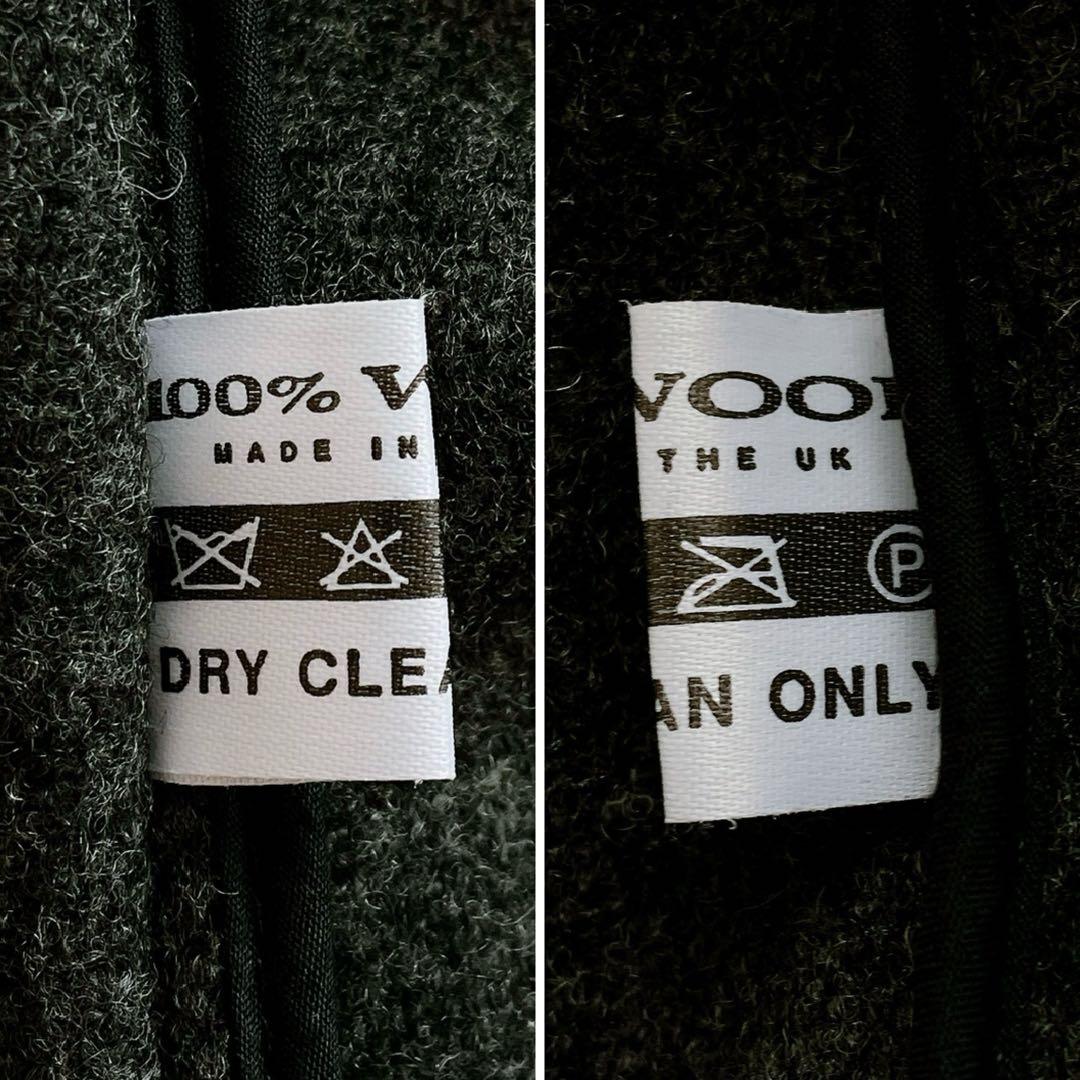 100% W
MADE IN
DRY CLEA
WOOL
THE UK
P
AN ONLY